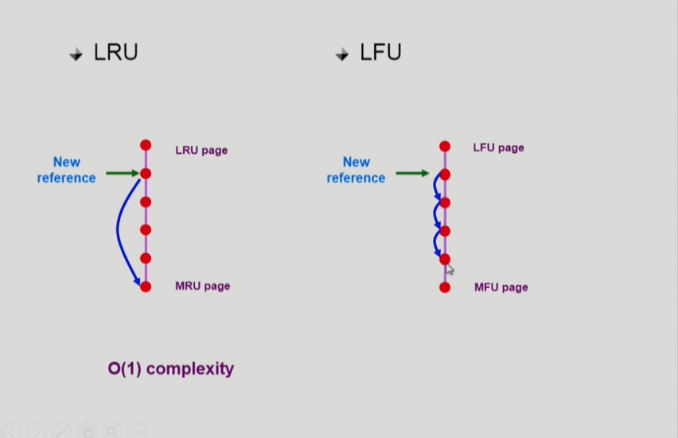 LRU
LFU
LRU page
LFU page
New
reference
New
reference
MRU page
MFU page
O(1) complexity